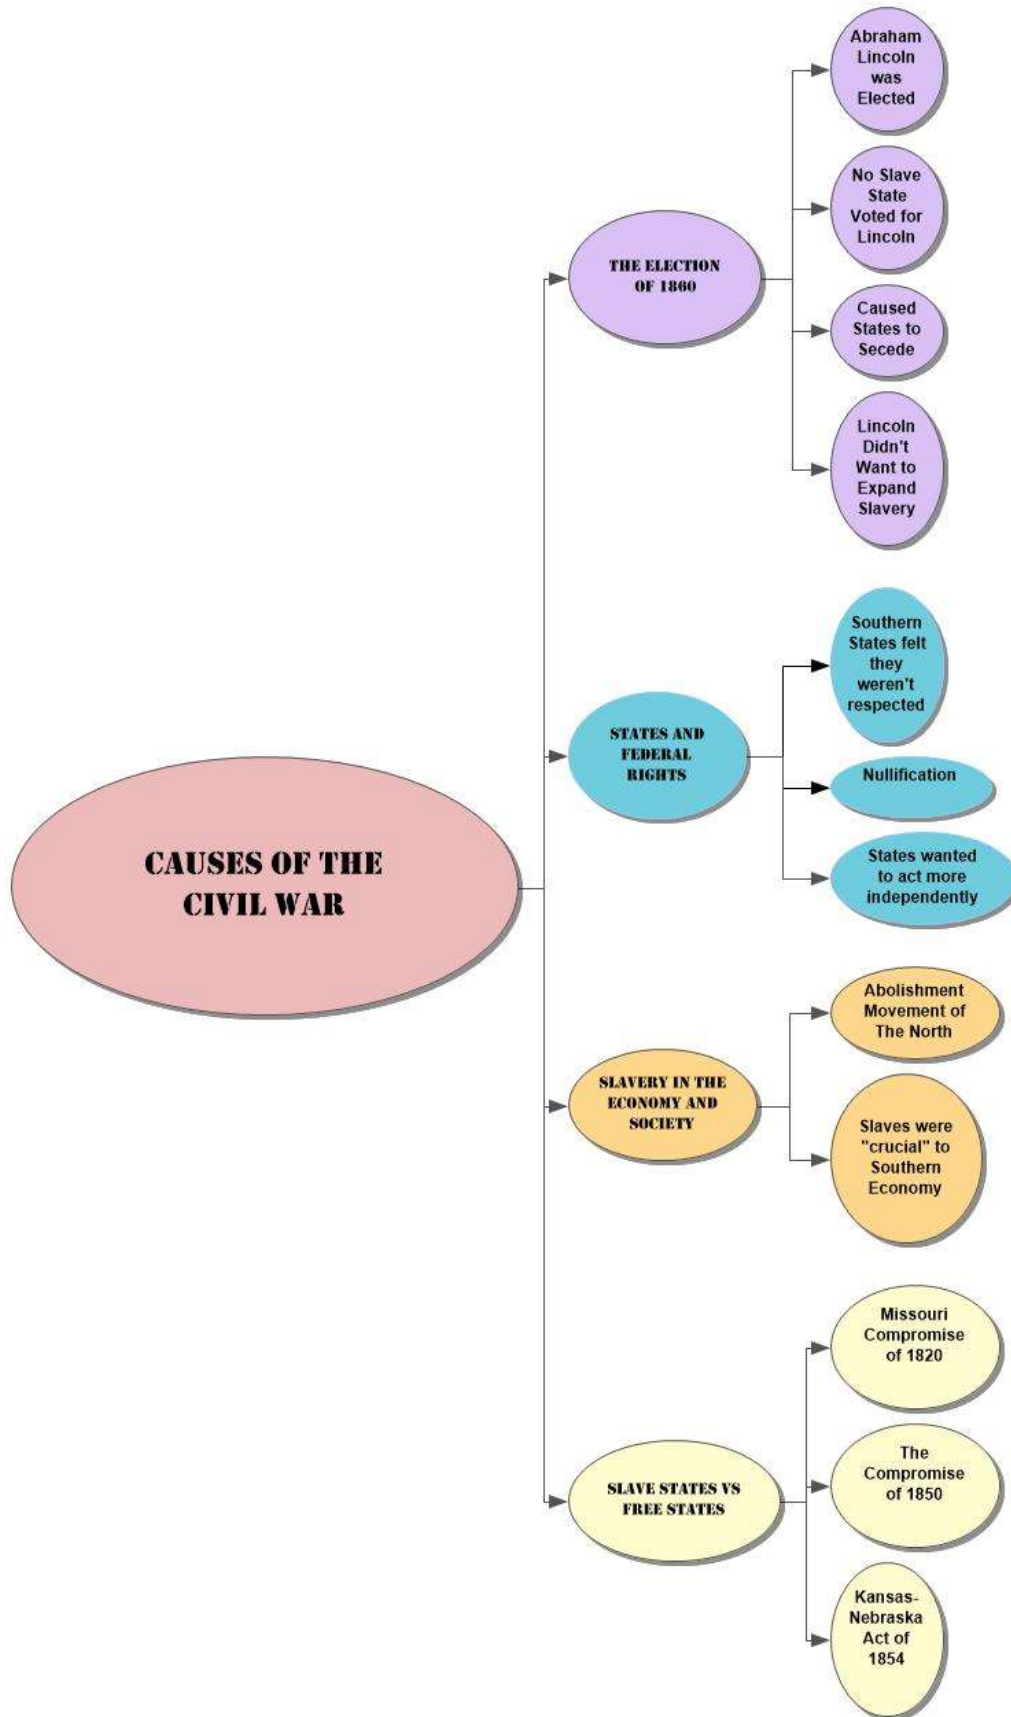 CAUSES OF THE
CIVIL WAR
THE ELECTION
OF 1860
Abraham
Lincoln
was
Elected
No Slave
State
Voted for
Lincoln
Caused
States to
Secede
Lincoln
Didn't
Want to
Expand
Slavery
STATES AND
FEDERAL
RIGHTS
Southern
States felt
they
weren't
respected
Nullification
States wanted
to act more
independently
SLAVERY IN THE
ECONOMY AND
SOCIETY
Abolishment
Movement of
The North
Slaves were
"crucial" to
Southern
Economy
SLAVE STATES VS
FREE STATES
Missouri
Compromise
of 1820
The
Compromise
of 1850
Kansas-
Nebraska
Act of
1854